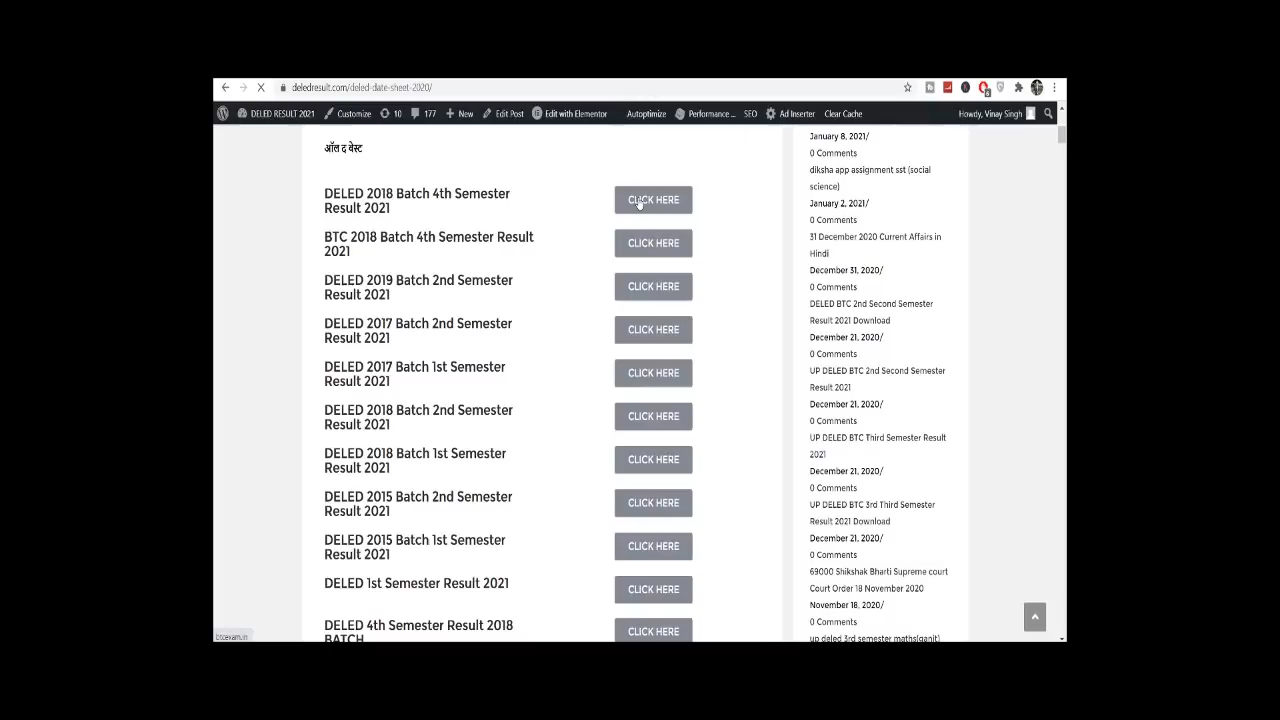 deledresult.com/deled-date-sheet-2020/
DELED RESULT 2021 Customize 10 177 New Edit Post Edit with Elementor Autoptimize Performance ... SEO Ad Inserter Clear Cache Howdy, Vinay Singh
ऑल द वेस्ट
DELED 2018 Batch 4th Semester
Result 2021
CLICK HERE
BTC 2018 Batch 4th Semester Result
2021
CLICK HERE
DELED 2019 Batch 2nd Semester
Result 2021
CLICK HERE
DELED 2017 Batch 2nd Semester
Result 2021
CLICK HERE
DELED 2017 Batch 1st Semester
Result 2021
CLICK HERE
DELED 2018 Batch 2nd Semester
Result 2021
CLICK HERE
DELED 2018 Batch 1st Semester
Result 2021
CLICK HERE
DELED 2015 Batch 2nd Semester
Result 2021
CLICK HERE
DELED 2015 Batch 1st Semester
Result 2021
CLICK HERE
DELED 1st Semester Result 2021
CLICK HERE
DELED 4th Semester Result 2018
BATCH
CLICK HERE
January 8, 2021/
0 Comments
diksha app assignment sst (social
science)
January 2, 2021/
0 Comments
31 December 2020 Current Affairs in
Hindi
December 31, 2020/
0 Comments
DELED BTC 2nd Second Semester
Result 2021 Download
December 21, 2020/
0 Comments
UP DELED BTC 2nd Second Semester
Result 2021
December 21, 2020/
0 Comments
UP DELED BTC Third Semester Result
2021
December 21, 2020/
0 Comments
UP DELED BTC 3rd Third Semester
Result 2021 Download
December 21, 2020/
0 Comments
69000 Shikshak Bharti Supreme court
Court Order 18 November 2020
November 18, 2020/
0 Comments
up deled 3rd semester maths(ganit)
btcexam.in